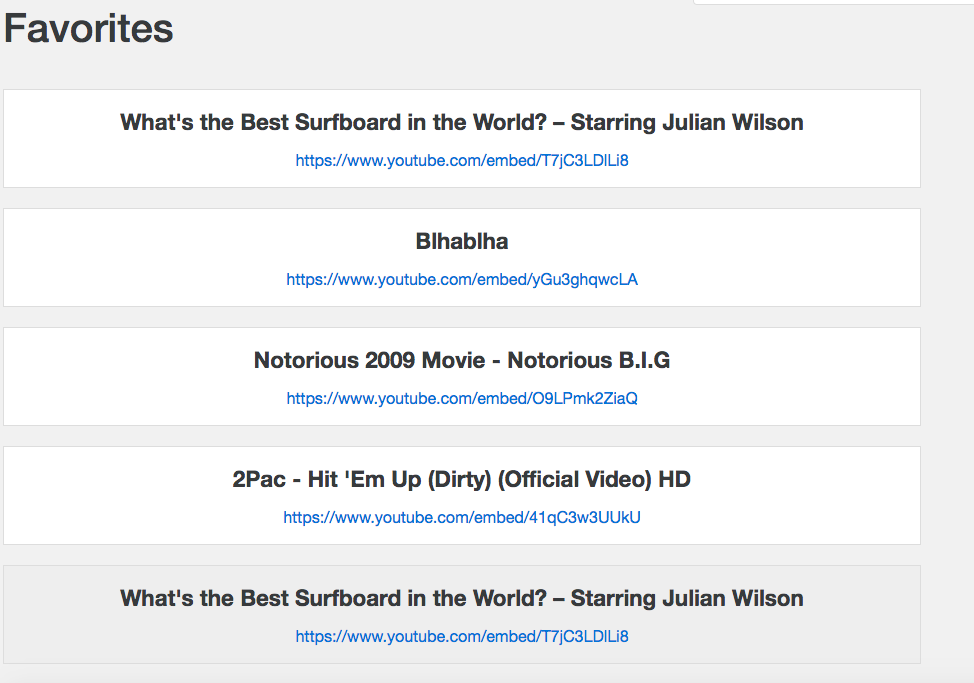 Favorites
What's the Best Surfboard in the World? – Starring Julian Wilson
https://www.youtube.com/embed/T7jC3LDlLi8
Blhablha
https://www.youtube.com/embed/yGu3ghqwcLA
Notorious 2009 Movie - Notorious B.I.G
https://www.youtube.com/embed/O9LPmk2ZiaQ
2Pac - Hit 'Em Up (Dirty) (Official Video) HD
https://www.youtube.com/embed/41qC3w3UUkU
What's the Best Surfboard in the World? – Starring Julian Wilson
https://www.youtube.com/embed/T7jC3LDlLi8